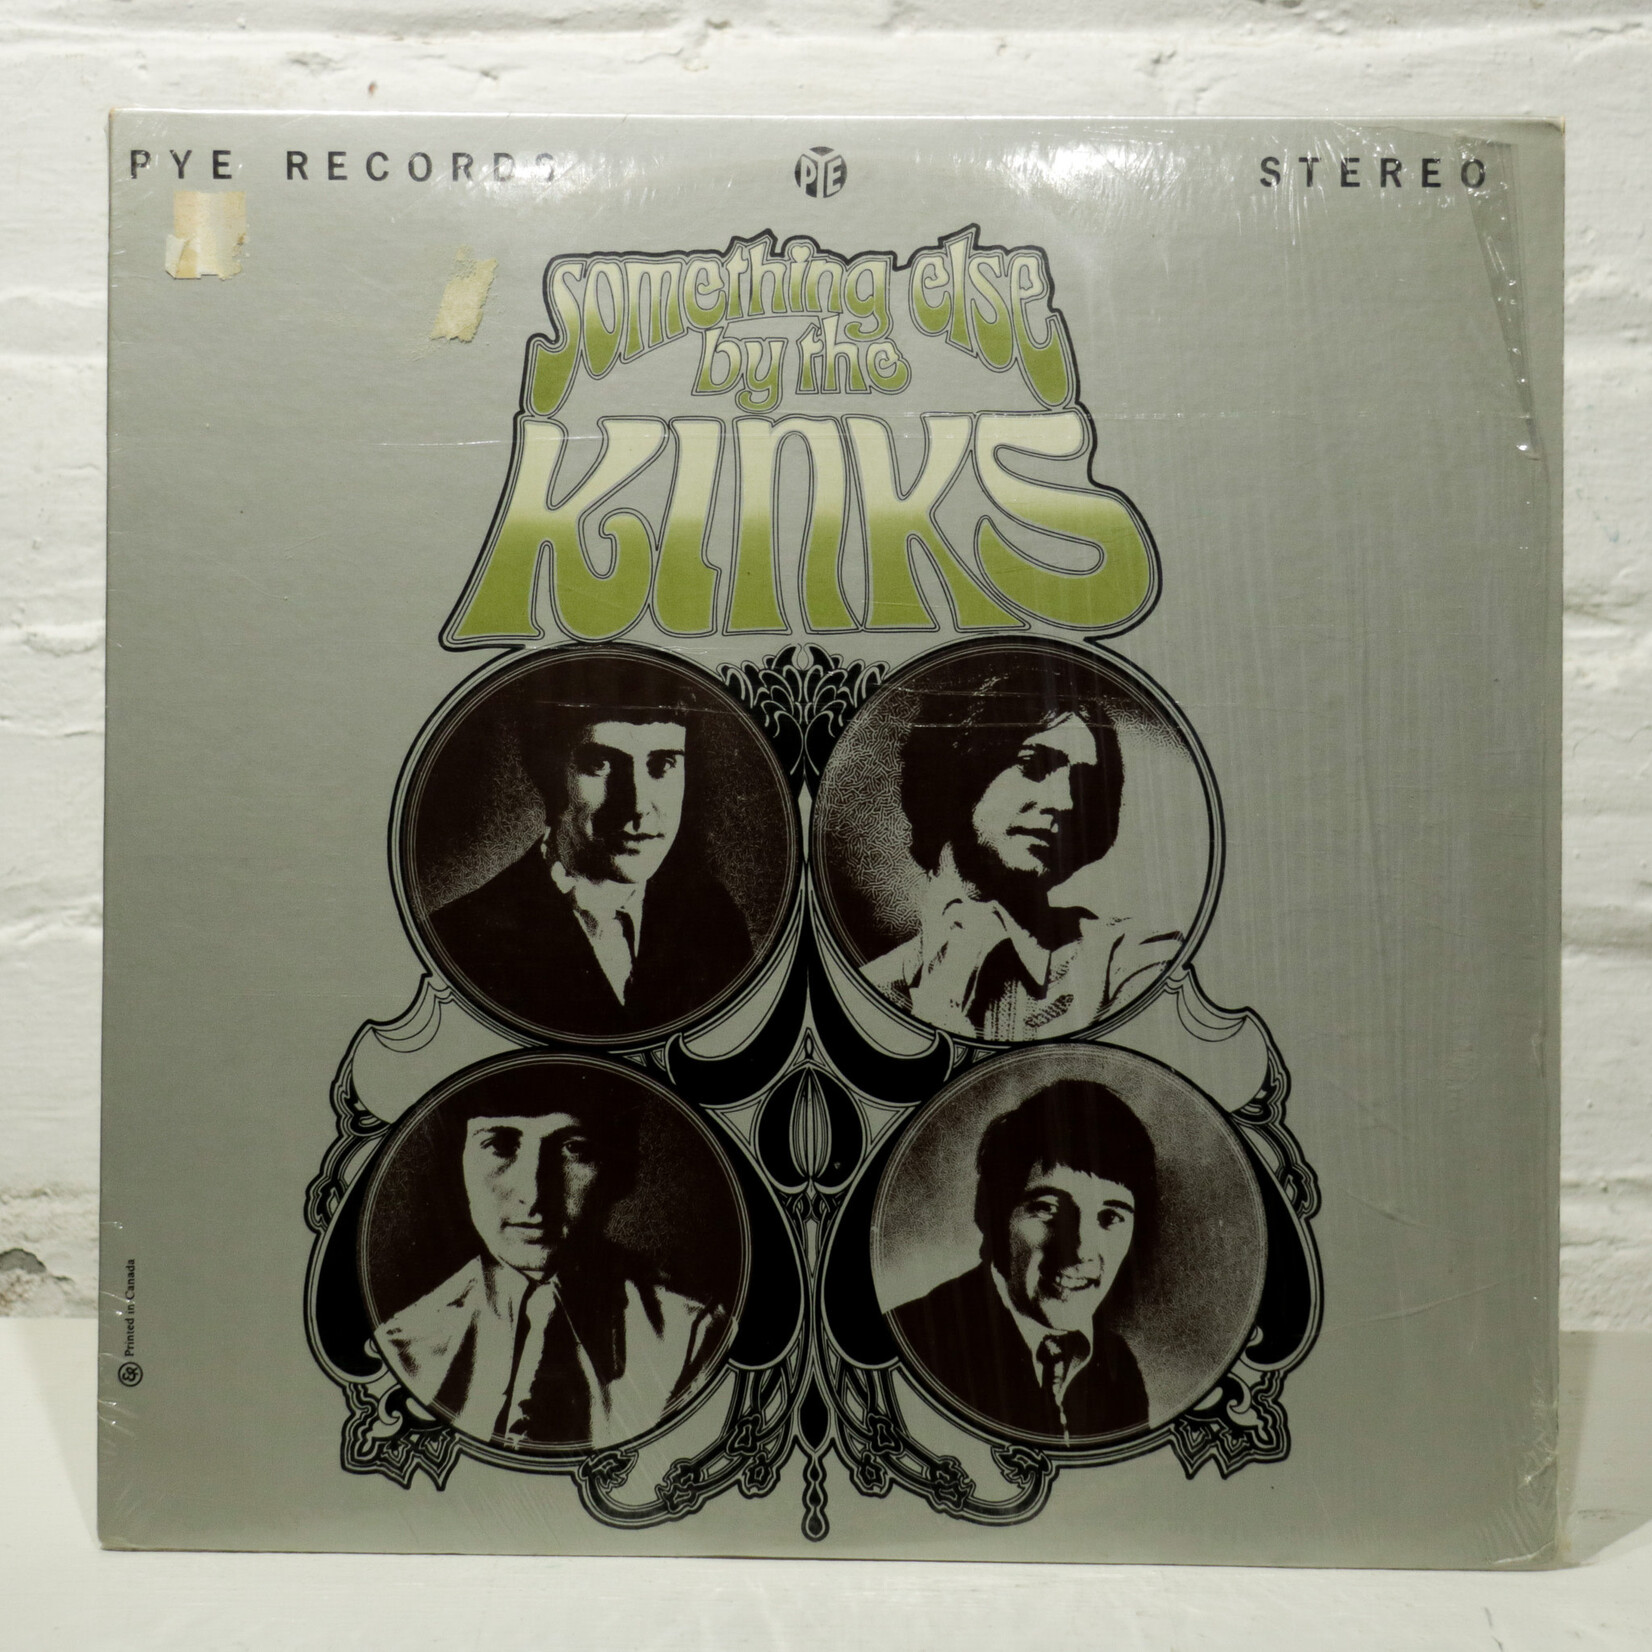 PYE RECORDS PYE STEREO
something else
by the
KINKS
Printed in Canada